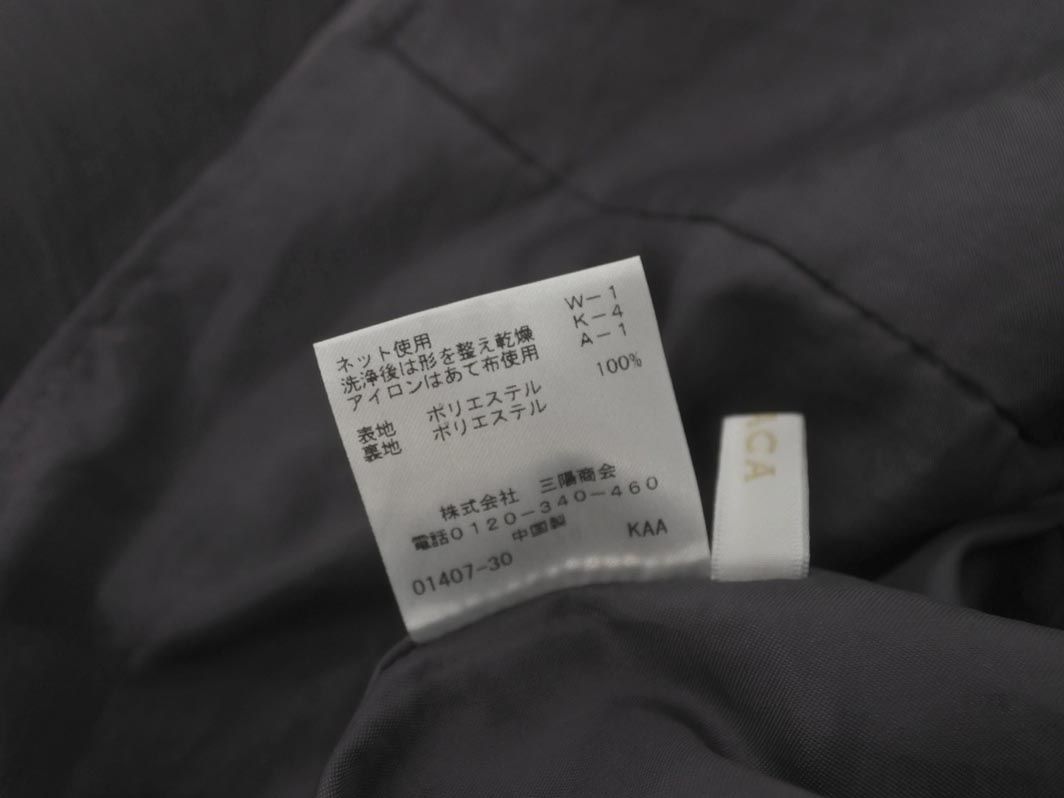 W-1
K-4
A-1
ネット使用
洗浄後は形を整え乾燥
アイロンはあて布使用
100%
表地 ポリエステル
裏地 ポリエステル
株式会社 三陽商会
電話0120-340-460
中国製
01407-30 KAA
CA